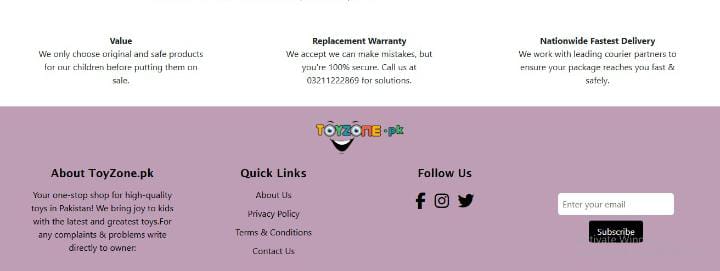 Value
We only choose original and safe products
for our children before putting them on
sale.
Replacement Warranty
We accept we can make mistakes, but
you're 100% secure. Call us at
03211222869 for solutions.
Nationwide Fastest Delivery
We work with leading courier partners to
ensure your package reaches you fast &
safely.
TOYZONE.pk
About ToyZone.pk
Your one-stop shop for high-quality
toys in Pakistan! We bring joy to kids
with the latest and greatest toys.For
any complaints & problems write
directly to owner:
Quick Links
About Us
Privacy Policy
Terms & Conditions
Contact Us
Follow Us
Enter your email
Subscribe